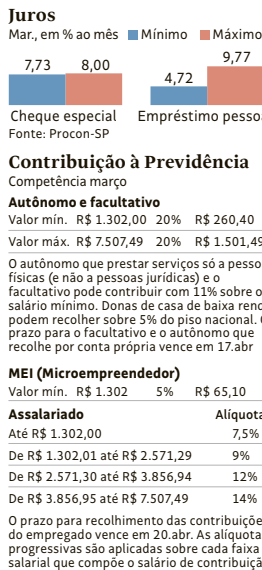 Juros
Mar., em % ao mês Mínimo Máximo
7,73 8,00 4,72 9,77
Cheque especial Empréstimo pessoa
Fonte: Procon-SP
Contribuição à Previdência
Competência março
Autônomo e facultativo
Valor mín. R$ 1.302,00 20% R$ 260,40
Valor máx. R$ 7.507,49 20% R$ 1.501,49
O autônomo que prestar serviços só a pesso
físicas (e não a pessoas jurídicas) e o
facultativo pode contribuir com 11% sobre o
salário mínimo. Donas de casa de baixa rend
podem recolher sobre 5% do piso nacional.
prazo para o facultativo e o autônomo que
recolhe por conta própria vence em 17.abr
MEI (Microempreendedor)
Valor mín. R$ 1.302 5% R$ 65,10
Assalariado Alíquota
Até R$ 1.302,00 7,5%
De R$ 1.302,01 até R$ 2.571,29 9%
De R$ 2.571,30 até R$ 3.856,94 12%
De R$ 3.856,95 até R$ 7.507,49 14%
O prazo para recolhimento das contribuiçõe
do empregado vence em 20.abr. As alíquota
progressivas são aplicadas sobre cada faixa
salarial que compõe o salário de contribuiçã